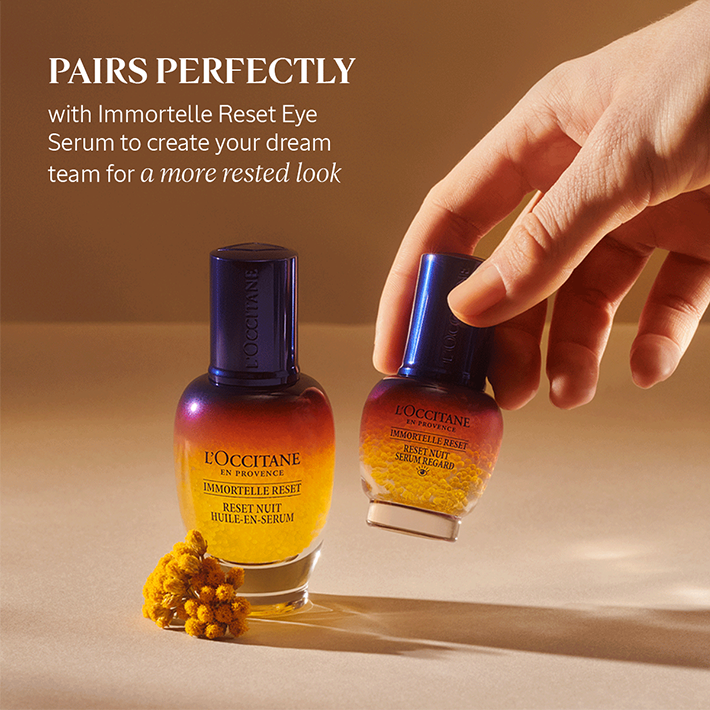 PAIRS PERFECTLY
with Immortelle Reset Eye
Serum to create your dream
team for a more rested look
L'OCCITANE
L'OCCITANE
EN PROVENCE
IMMORTELLE RESET
RESET NUIT
HUILE-EN-SERUM
L'OCCITANE
EN PROVENCE
IMMORTELLE RESET
RESET NUIT
SERUM REGARD